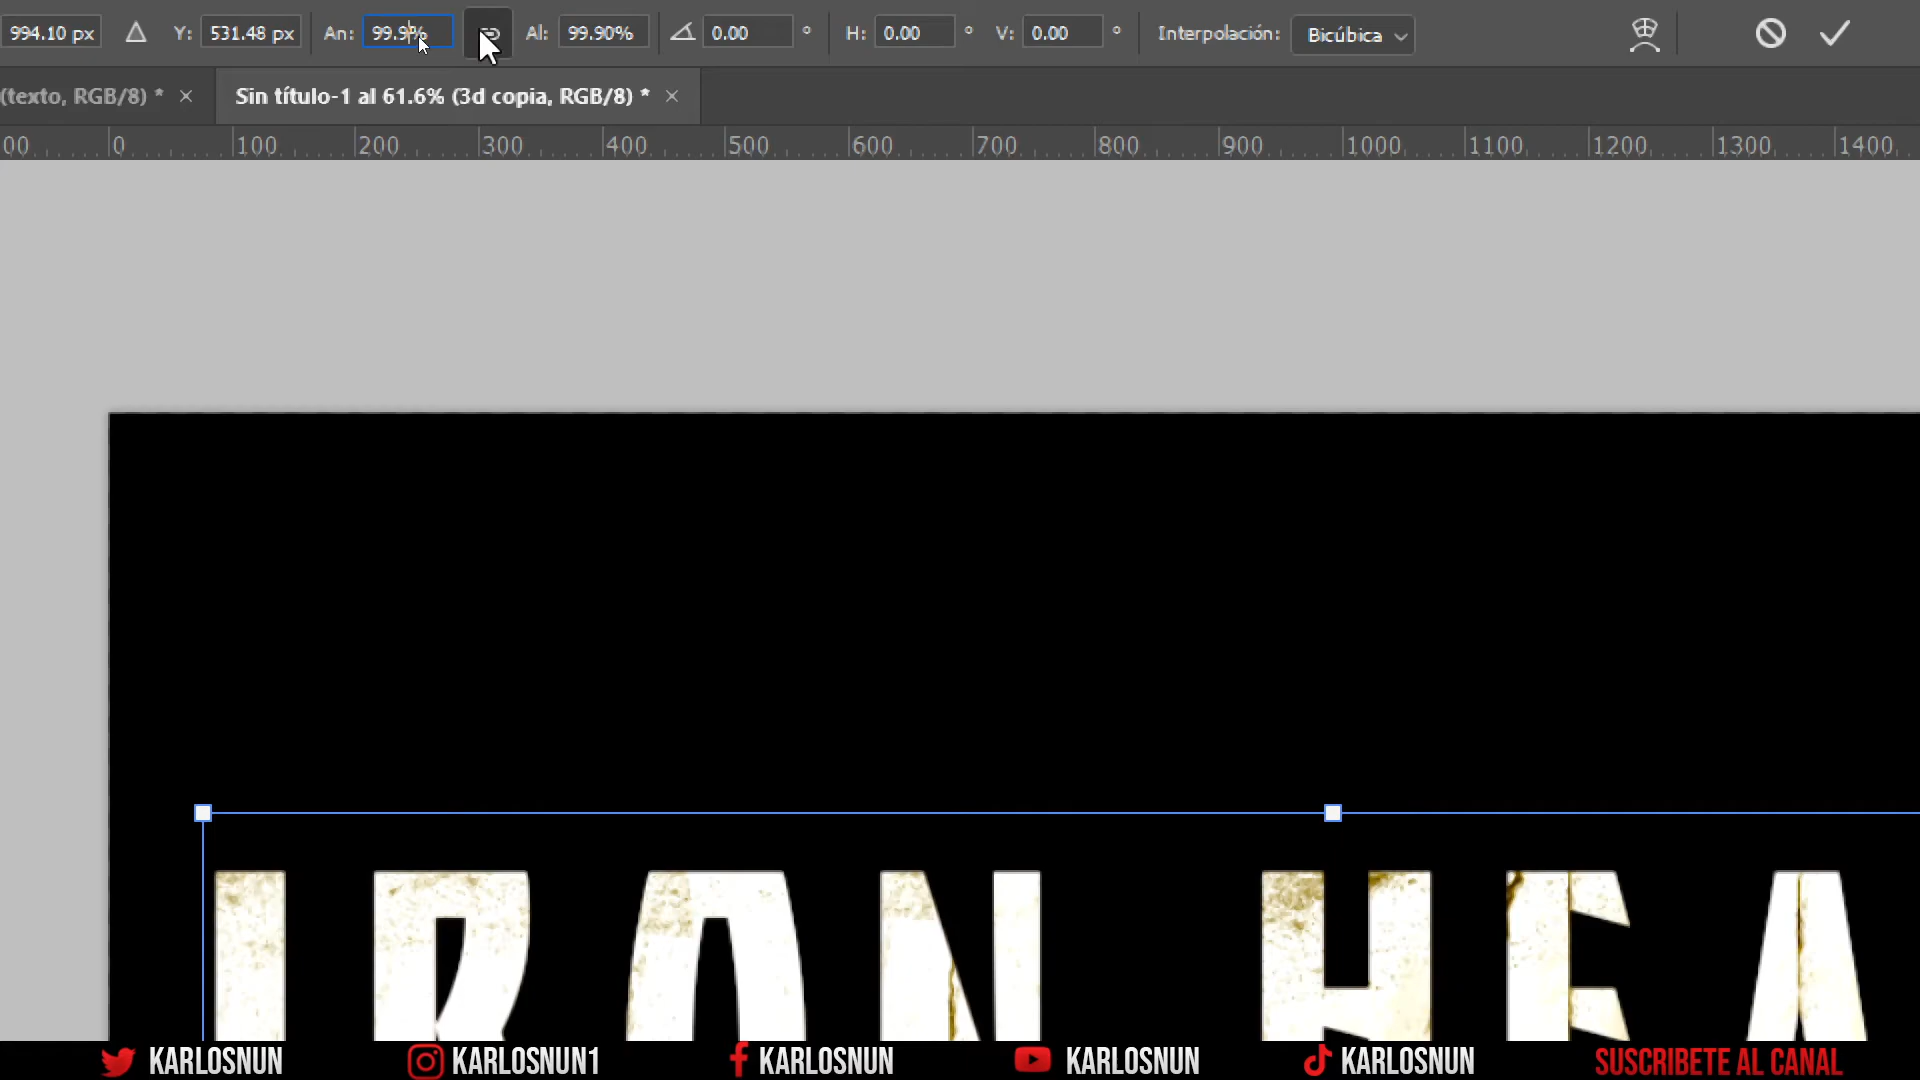 994.10 px Y: 531.48 px An: 99.9% Al: 99.90% 0.00 ° H: 0.00 ° V: 0.00 ° Interpolación: Bicúbica
(texto, RGB/8) * × Sin título-1 al 61.6% (3d copia, RGB/8) * ×
00 0 100 200 300 400 500 600 700 800 900 1000 1100 1200 1300 1400
IRON HEA
KARLOSNUN KARLOSNUN1 KARLOSNUN KARLOSNUN KARLOSNUN SUSCRIBETE AL CANAL